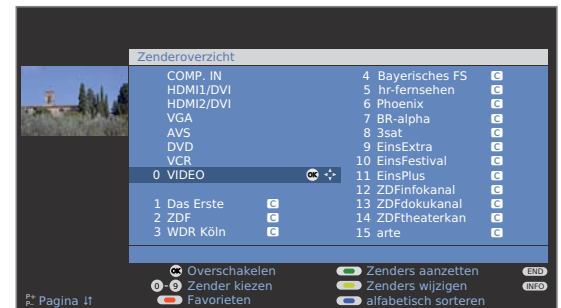 Zenderoverzicht
COMP. IN
HDMI1/DVI
HDMI2/DVI
VGA
AVS
DVD
VCR
0 VIDEO OK
1 Das Erste C
2 ZDF C
3 WDR Köln C
4 Bayerisches FS C
5 hr-fernsehen C
6 Phoenix C
7 BR-alpha C
8 3sat C
9 EinsExtra C
10 EinsFestival C
11 EinsPlus C
12 ZDFinfokanal C
13 ZDFdokukanal C
14 ZDFtheaterkan C
15 arte C
OK Overschakelen
0-9 Zender kiezen
Favorieten
Zenders aanzetten END
Zenders wijzigen INFO
alfabetisch sorteren
P+ P- Pagina